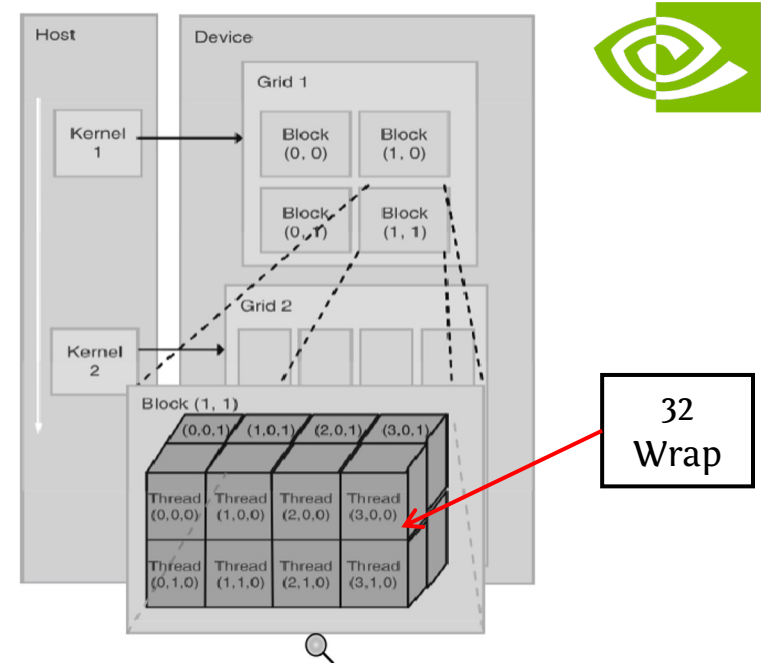 Host
Device
Grid 1
Kernel
1
Block
(0, 0)
Block
(1, 0)
Block
(0, 1)
Block
(1, 1)
Grid 2
Kernel
2
Block (1, 1)
(0,0,1)
(1,0,1)
(2,0,1)
(3,0,1)
Thread
(0,0,0)
Thread
(1,0,0)
Thread
(2,0,0)
Thread
(3,0,0)
Thread
(0,1,0)
Thread
(1,1,0)
Thread
(2,1,0)
Thread
(3,1,0)
32
Wrap